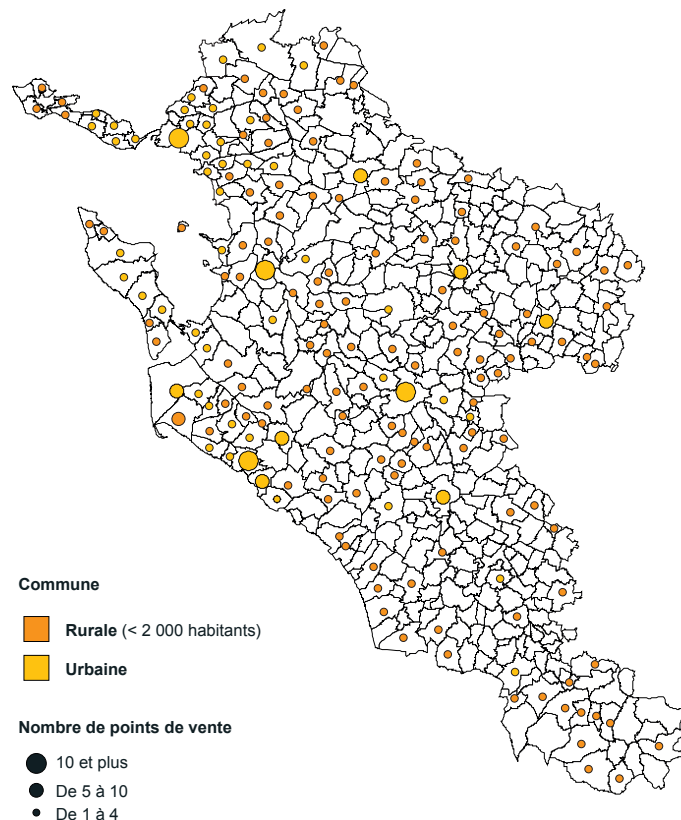 Commune
Rurale (< 2 000 habitants)
Urbaine
Nombre de points de vente
10 et plus
De 5 à 10
De 1 à 4